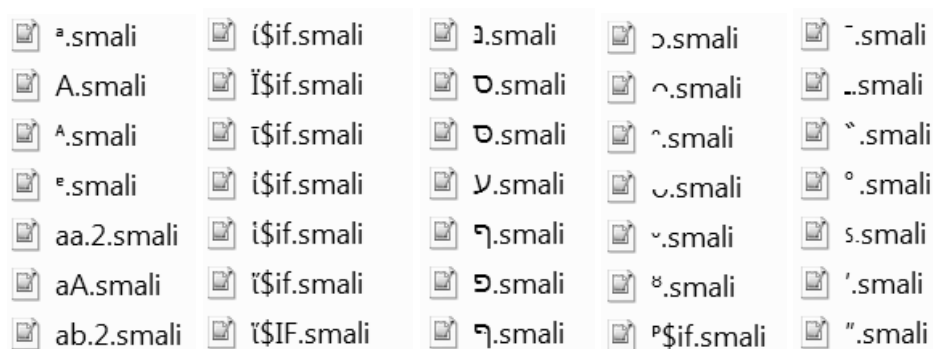 ª.smali
A.smali
ᴬ.smali
ᵄ.smali
aa.2.smali
aA.smali
ab.2.smali
ί$if.smali
Ϊ$if.smali
ῑ$if.smali
ἰ$if.smali
ἱ$if.smali
ἵ$if.smali
ἵ$IF.smali
נּ.smali
ס.smali
סּ.smali
ע.smali
ף.smali
פּ.smali
ףּ.smali
ᴐ.smali
ᴖ.smali
ᵔ.smali
ᴗ.smali
ᵕ.smali
ᴽ.smali
ᴾ$if.smali
ˉ.smali
ˍ.smali
˵.smali
˚.smali
ꜱ.smali
′.smali
″.smali